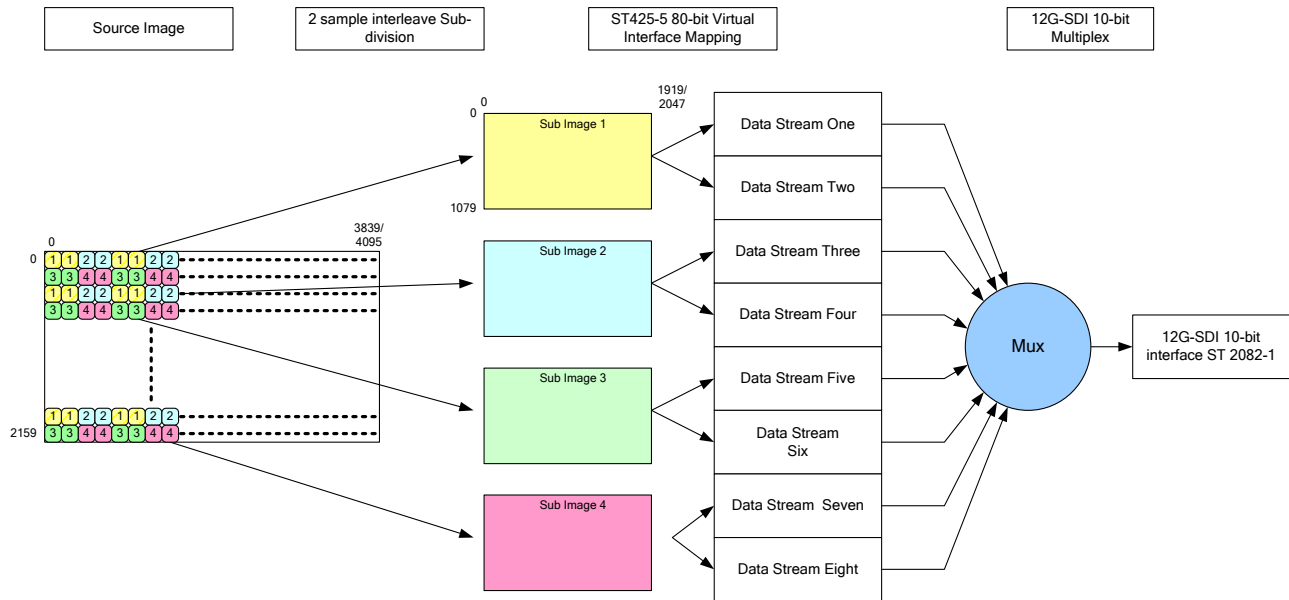 Source Image
2 sample interleave Sub-
division
ST425-5 80-bit Virtual
Interface Mapping
12G-SDI 10-bit
Multiplex
0
1919/
2047
0
Sub Image 1
1079
Data Stream One
Data Stream Two
0
3839/
4095
0
1 1 2 2 1 1 2 2
3 3 4 4 3 3 4 4
1 1 2 2 1 1 2 2
3 3 4 4 3 3 4 4
1 1 2 2 1 1 2 2
3 3 4 4 3 3 4 4
2159
Sub Image 2
Data Stream Three
Data Stream Four
Sub Image 3
Data Stream Five
Data Stream
Six
Sub Image 4
Data Stream  Seven
Data Stream Eight
Mux
12G-SDI 10-bit
interface ST 2082-1